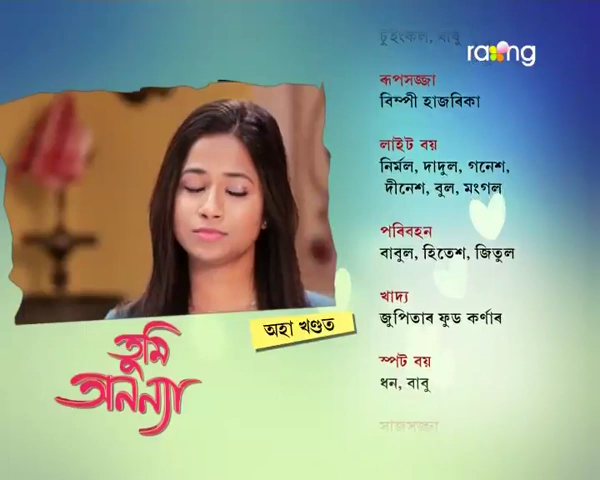 চুইংকল, বাবু
rang
ৰূপসজ্জা
বিম্পী হাজৰিকা
লাইট বয়
নিৰ্মল, দাদুল, গনেশ,
দীনেশ, বুল, মংগল
পৰিবহন
বাবুল, হিতেশ, জিতুল
খাদ্য
জুপিতাৰ ফুড কৰ্ণাৰ
স্পট বয়
ধন, বাবু
সাজসজ্জা
অহা খণ্ডত
তুমি
অনন্যা